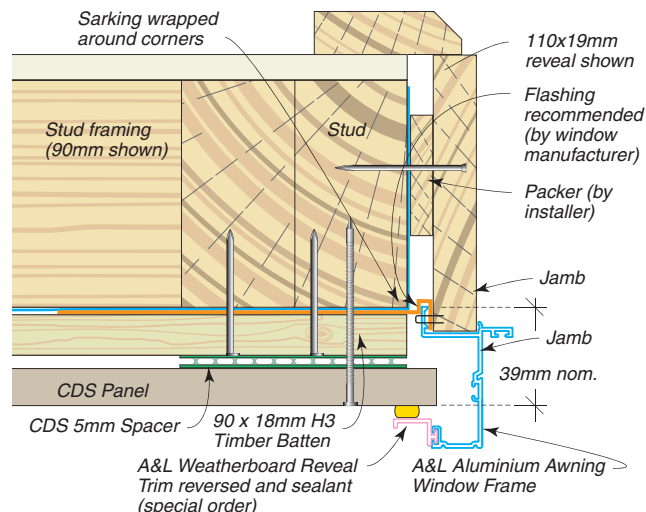 Sarking wrapped
around corners
110x19mm
reveal shown
Stud framing
(90mm shown)
Stud
Flashing
recommended
(by window
manufacturer)
Packer (by
installer)
Jamb
Jamb
39mm nom.
CDS Panel
CDS 5mm Spacer
90 x 18mm H3
Timber Batten
A&L Weatherboard Reveal
Trim reversed and sealant
(special order)
A&L Aluminium Awning
Window Frame